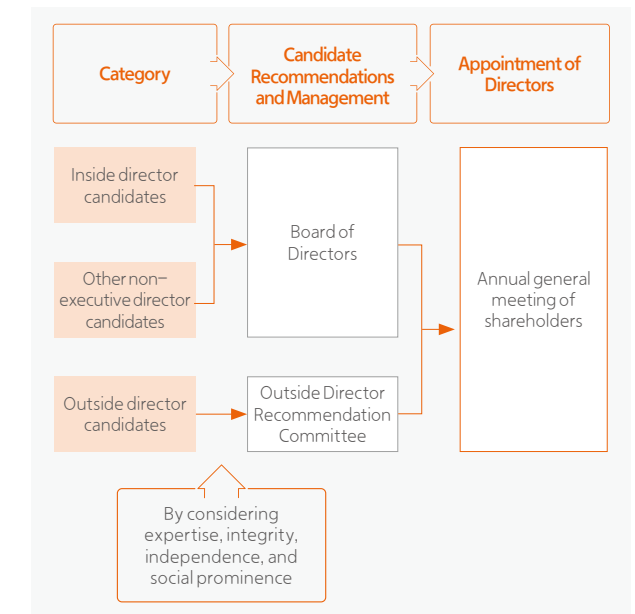 Category
Candidate
Recommendations
and Management
Appointment of
Directors
Inside director
candidates
Other non-
executive director
candidates
Board of
Directors
Annual general
meeting of
shareholders
Outside director
candidates
Outside Director
Recommendation
Committee
By considering
expertise, integrity,
independence, and
social prominence